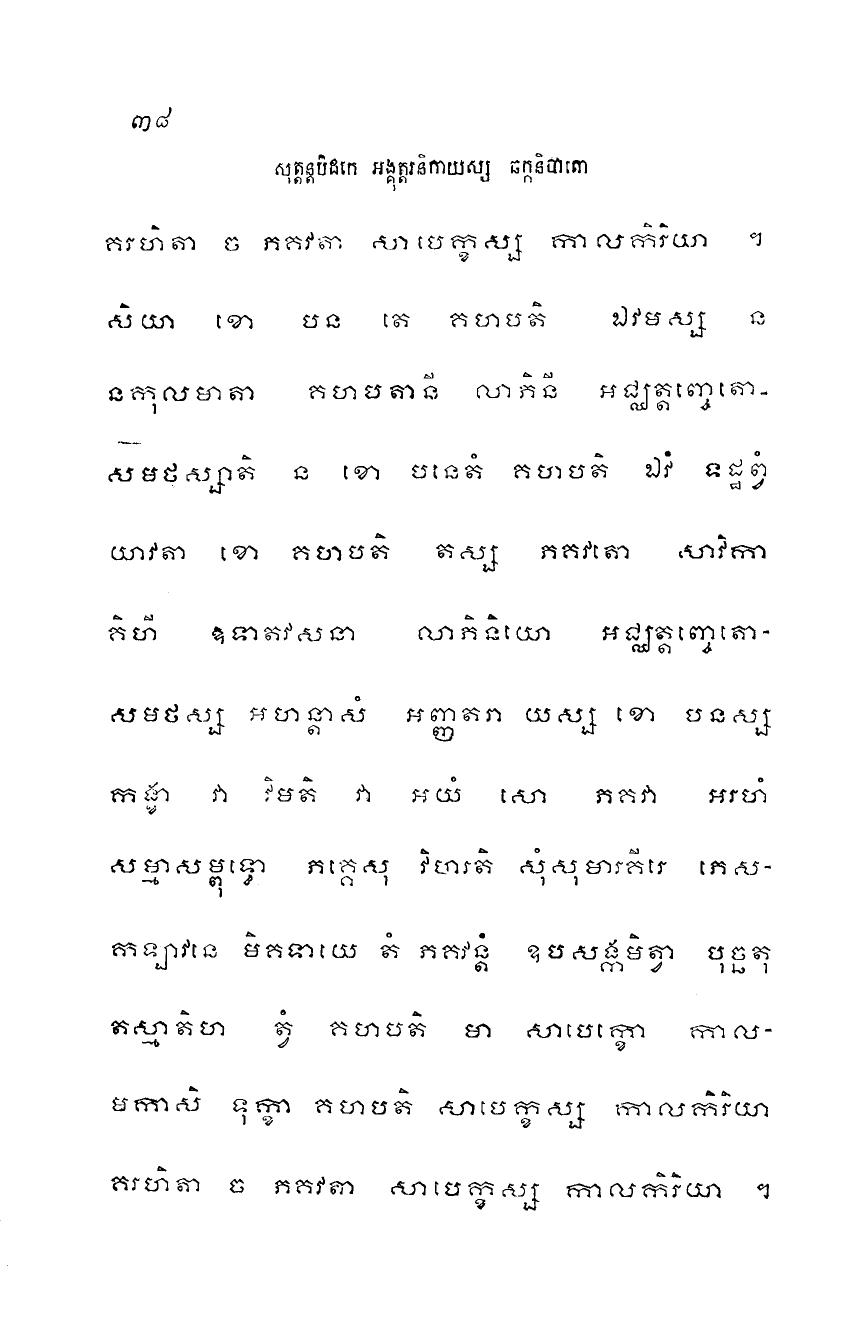 ៣៨
សុត្តន្តបិដកេ អង្គុត្តរនិកាយស្ស ឆក្កនិបាតោ
គរហិតា ច ភគវតា សាបេក្ខស្ស កាលកិរិយា ។
សិយា ខោ បន តេ គហបតិ ឯវមស្ស ន
នកុលមាតា គហបតានី លាភិនី អជ្ឈត្តញ្ចេតោ-
សមថស្សាតិ ន ខោ បនេតំ គហបតិ ឯវំ ទដ្ឋព្វំ
យាវតា ខោ គហបតិ តស្ស ភគវតោ សាវិកា
គិហី ឧទាតវសនា លាភិនិយោ អជ្ឈត្តញ្ចេតោ-
សមថស្ស អហន្តាសំ អញ្ញតរា យស្ស ខោ បនស្ស
កង្ខា វា វិមតិ វា អយំ សោ ភគវា អរហំ
សម្មាសម្ពុទ្ធោ ភគ្គេសុ វិហរតិ សុំសុមារគីរេ ភេស-
កឡាវនេ មិគទាយេ តំ ភគវន្តំ ឧបសង្កមិត្វា បុច្ឆតុ
តស្មាតិហ ត្វំ គហបតិ មា សាបេក្ខោ កាល-
មកាសិ ទុក្ខា គហបតិ សាបេក្ខស្ស កាលកិរិយា
គរហិតា ច ភគវតា សាបេក្ខស្ស កាលកិរិយា ។